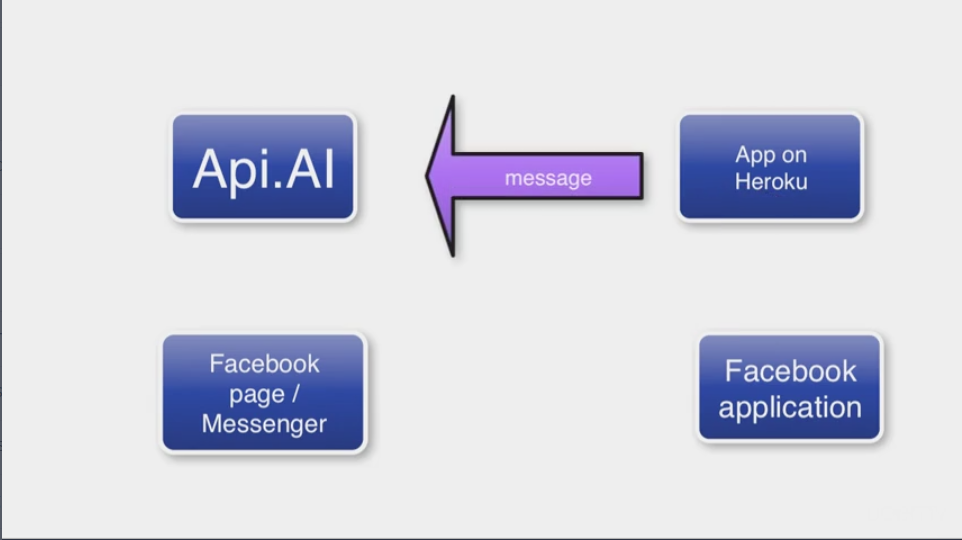 Api.AI
message
App on
Heroku
Facebook
page /
Messenger
Facebook
application